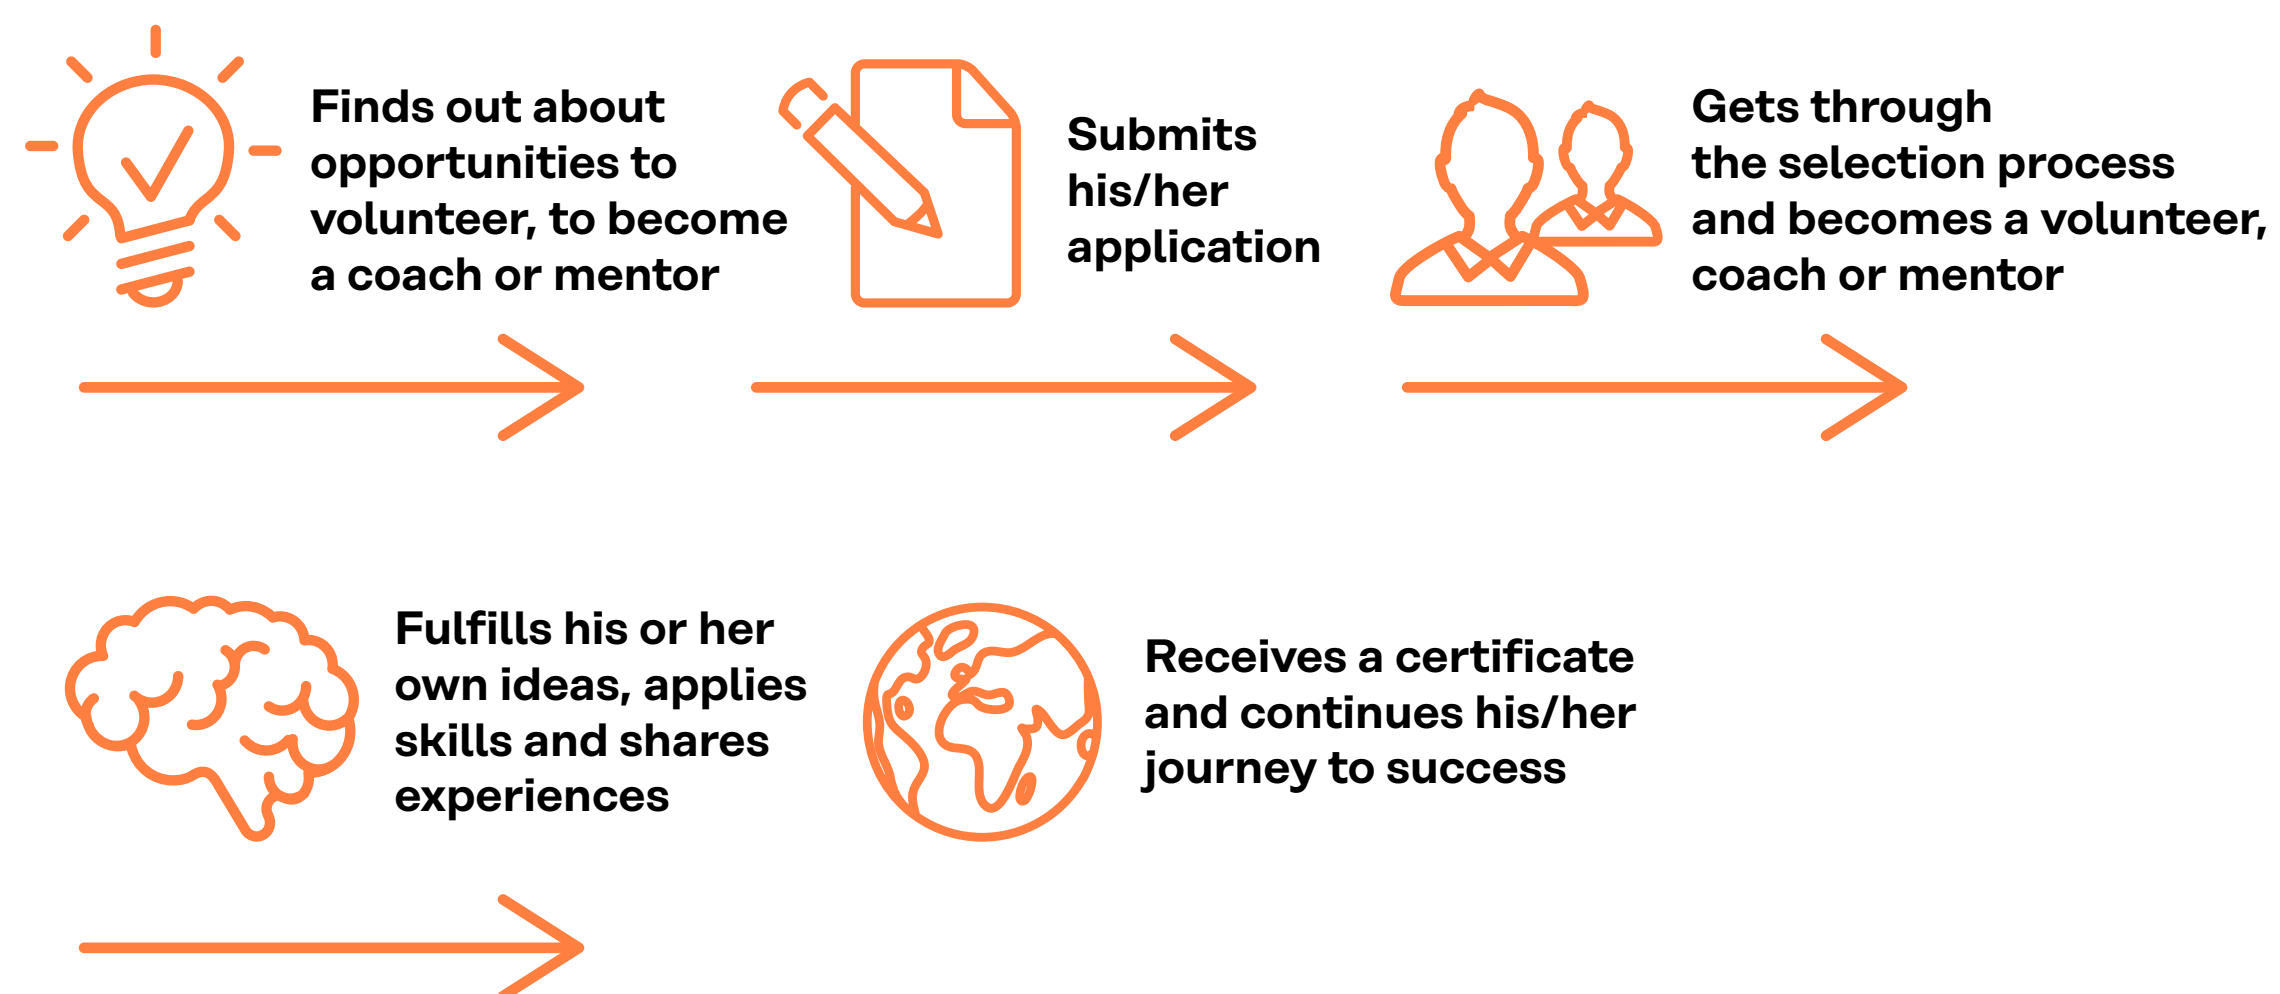 Finds out about
opportunities to
volunteer, to become
a coach or mentor
Submits
his/her
application
Gets through
the selection process
and becomes a volunteer,
coach or mentor
Fulfills his or her
own ideas, applies
skills and shares
experiences
Receives a certificate
and continues his/her
journey to success